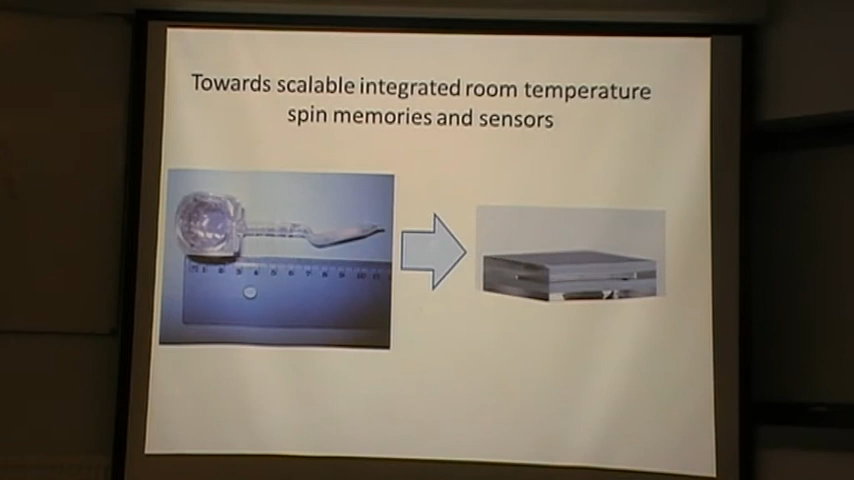 Towards scalable integrated room temperature
spin memories and sensors